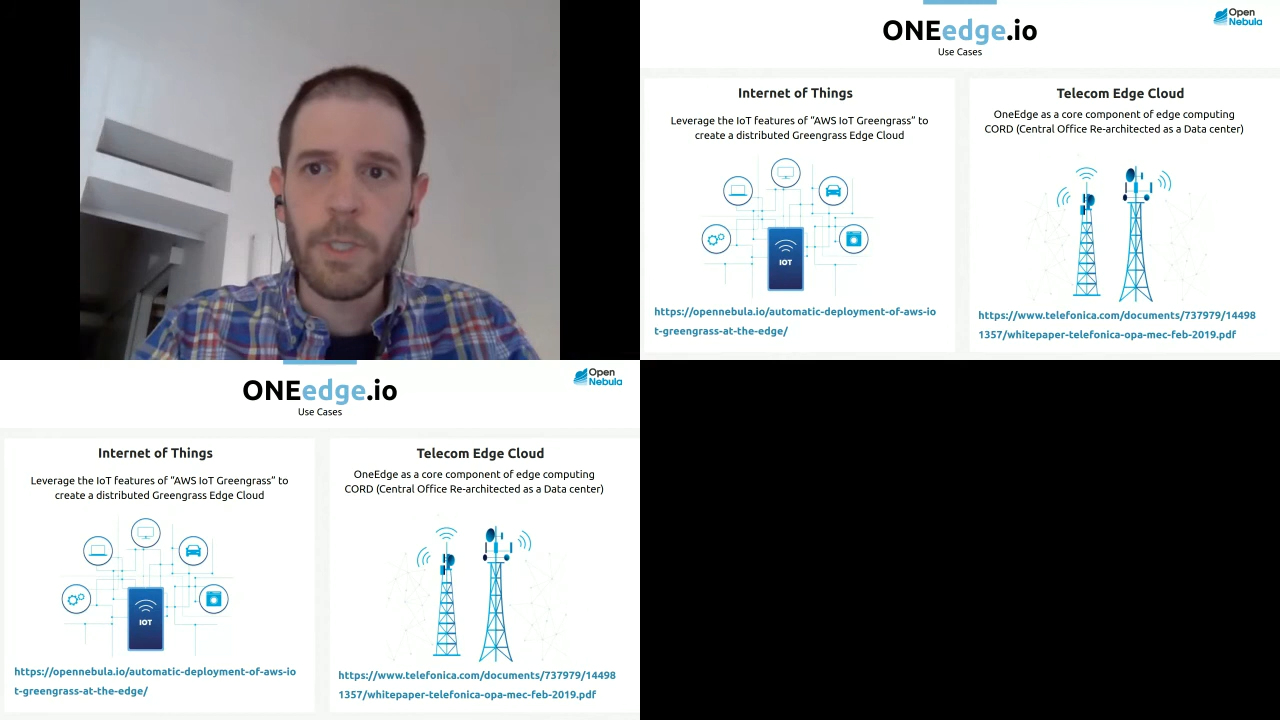 ONEedge.io
Use Cases
Open
Nebula
Internet of Things
Leverage the IoT features of “AWS IoT Greengrass” to
create a distributed Greengrass Edge Cloud
IOT
https://opennebula.io/automatic-deployment-of-aws-io
t-greengrass-at-the-edge/
Telecom Edge Cloud
OneEdge as a core component of edge computing
CORD (Central Office Re-architected as a Data center)
https://www.telefonica.com/documents/737979/14498
1357/whitepaper-telefonica-opa-mec-feb-2019.pdf
ONEedge.io
Use Cases
Open
Nebula
Internet of Things
Leverage the IoT features of “AWS IoT Greengrass” to
create a distributed Greengrass Edge Cloud
IOT
https://opennebula.io/automatic-deployment-of-aws-io
t-greengrass-at-the-edge/
Telecom Edge Cloud
OneEdge as a core component of edge computing
CORD (Central Office Re-architected as a Data center)
https://www.telefonica.com/documents/737979/14498
1357/whitepaper-telefonica-opa-mec-feb-2019.pdf